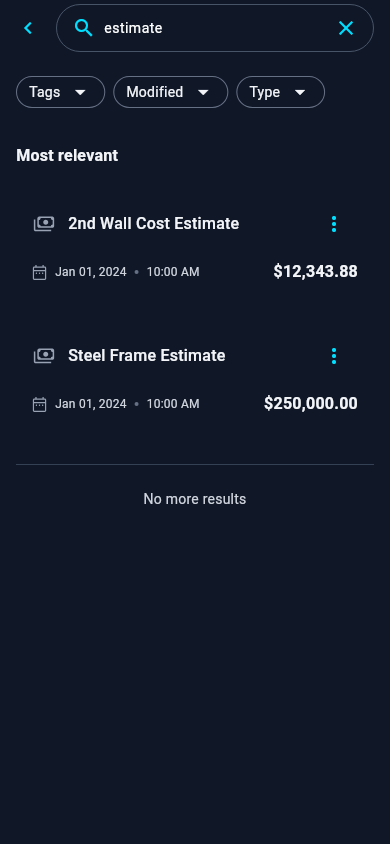 estimate
Tags Modified Type
Most relevant
2nd Wall Cost Estimate
Jan 01, 2024 • 10:00 AM $12,343.88
Steel Frame Estimate
Jan 01, 2024 • 10:00 AM $250,000.00
No more results